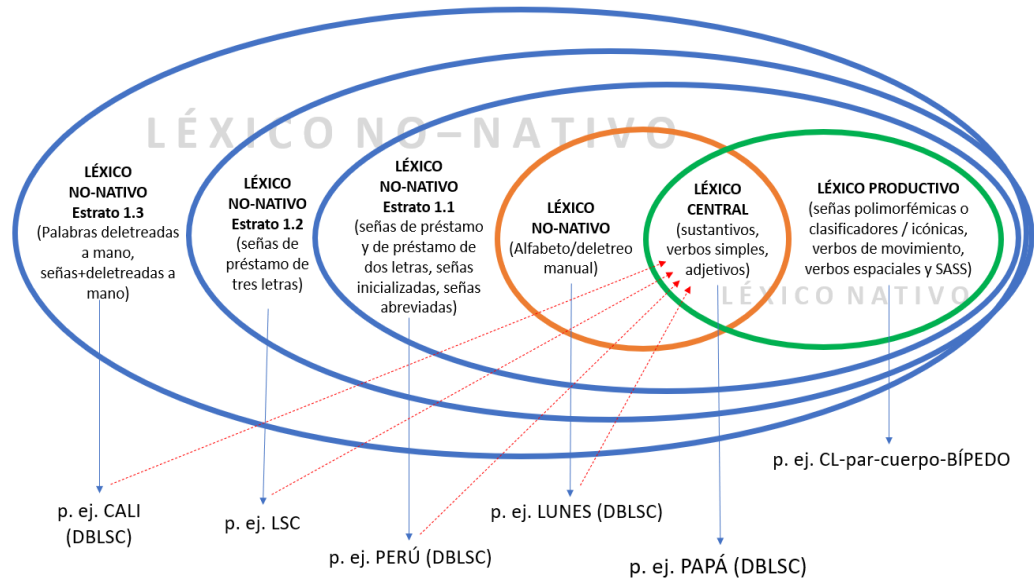 LÉXICO NO–NATIVO
LÉXICO
NO-NATIVO
Estrato 1.3
(Palabras deletreadas
a mano,
señas+deletreadas a
mano)
LÉXICO
NO-NATIVO
Estrato 1.2
(señas de
préstamo de
tres letras)
LÉXICO
NO-NATIVO
Estrato 1.1
(señas de préstamo
y de préstamo de
dos letras, señas
inicializadas, señas
abreviadas)
LÉXICO
NO-NATIVO
(Alfabeto/deletreo
manual)
LÉXICO
CENTRAL
(sustantivos,
verbos simples,
adjetivos)
LÉXICO PRODUCTIVO
(señas polimorfémicas o
clasificadores / icónicas,
verbos de movimiento,
verbos espaciales y SASS)
LÉXICO NATIVO
p. ej. CALI
(DBLSC)
p. ej. LSC
p. ej. PERÚ (DBLSC)
p. ej. LUNES (DBLSC)
p. ej. PAPÁ (DBLSC)
p. ej. CL-par-cuerpo-BÍPEDO